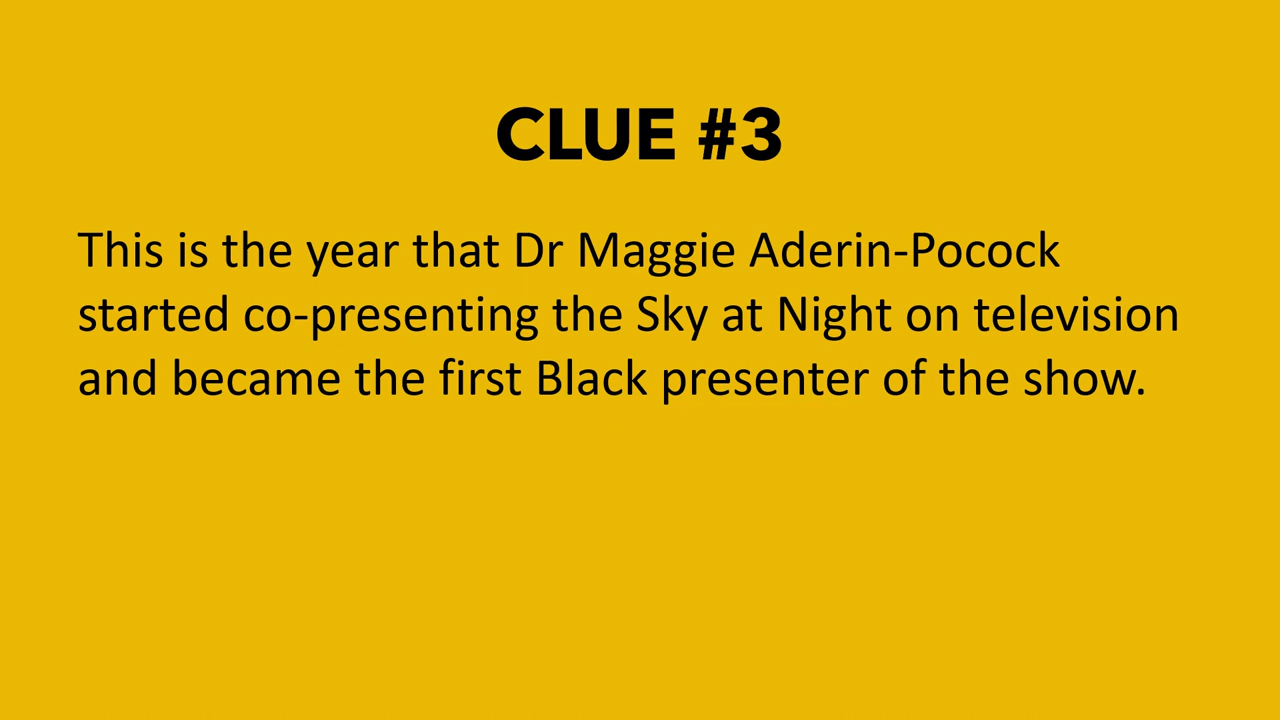 CLUE #3
This is the year that Dr Maggie Aderin-Pocock
started co-presenting the Sky at Night on television
and became the first Black presenter of the show.